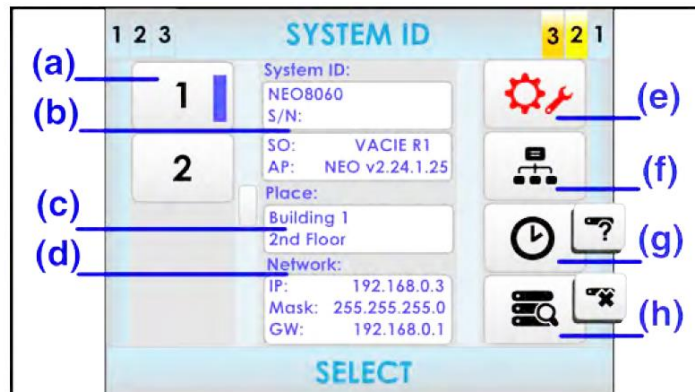 1 2 3 SYSTEM ID 3 2 1
(a) 1
System ID:
NEO8060
S/N:
(b)
SO: VACIE R1
AP: NEO v2.24.1.25
2
(c)
Place:
Building 1
2nd Floor
(d)
Network:
IP: 192.168.0.3
Mask: 255.255.255.0
GW: 192.168.0.1
(e)
(f)
?
(g)
(h)
SELECT